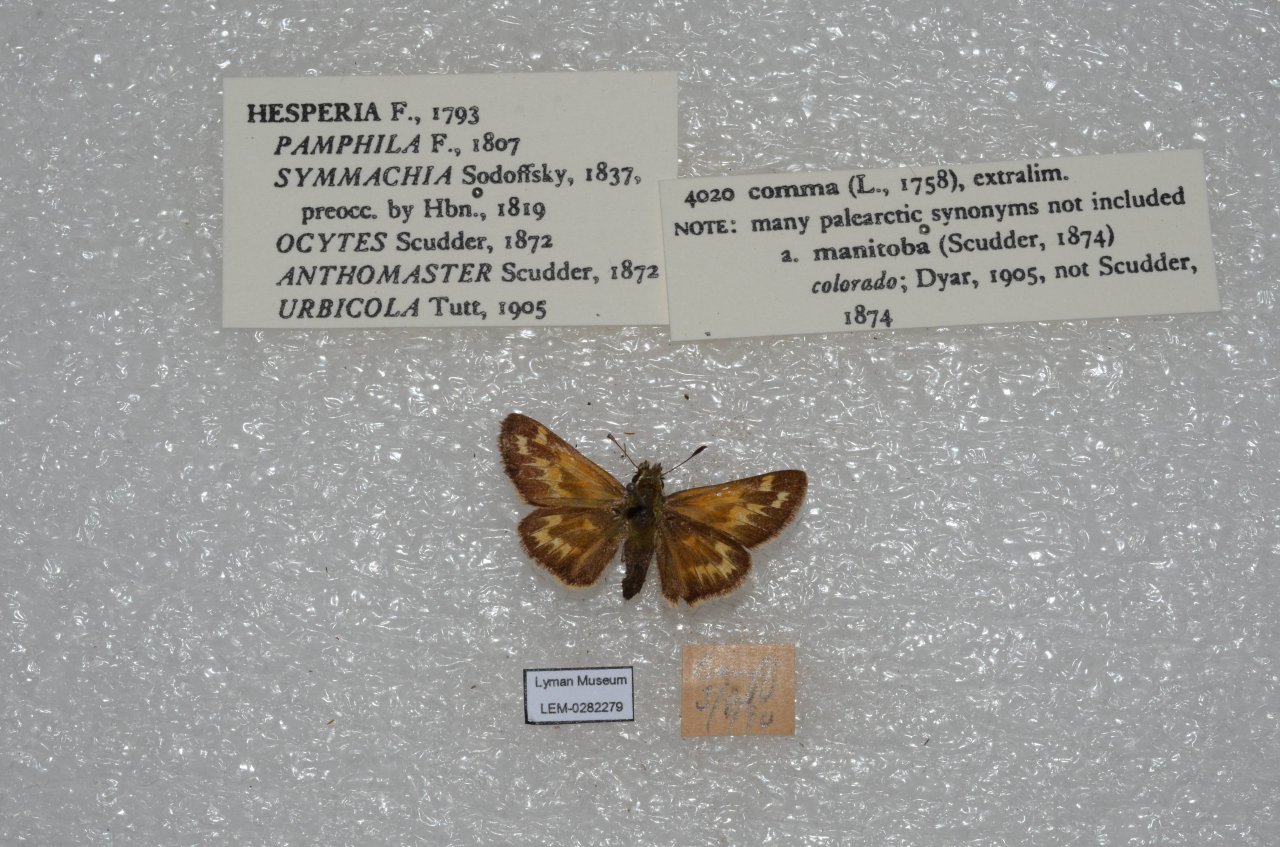 HESPERIA F., 1793
PAMPHILA F., 1807
SYMMACHIA Sodoffsky, 1837,
preocc. by Hbn., 1819
OCYTES Scudder, 1872
ANTHOMASTER Scudder, 1872
URBICOLA Tutt, 1905
4020 comma (L., 1758), extralim.
NOTE: many palearctic synonyms not included
a. manitoba (Scudder, 1874)
colorado; Dyar, 1905, not Scudder,
1874
Lyman Museum
LEM-0282279